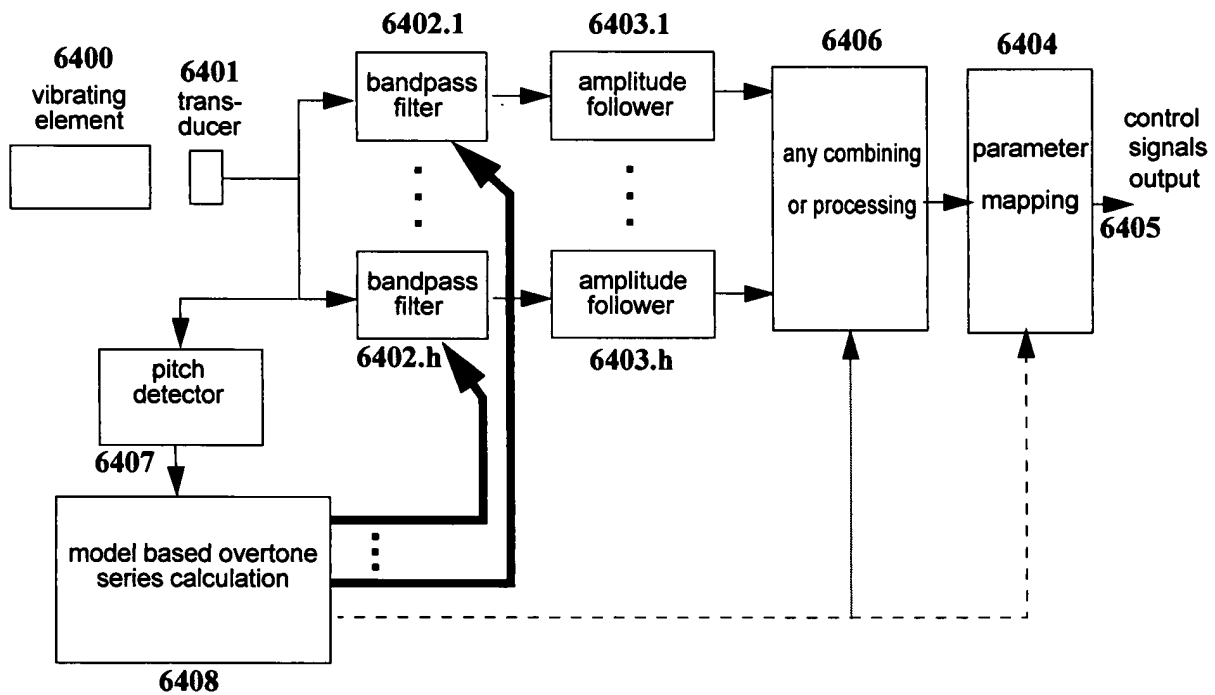 6400
vibrating
element
6401
trans-
ducer
6402.1
bandpass
filter
6403.1
amplitude
follower
6406
any combining
or processing
6404
parameter
mapping
control
signals
output
6405
bandpass
filter
6402.h
amplitude
follower
6403.h
pitch
detector
6407
model based overtone
series calculation
6408